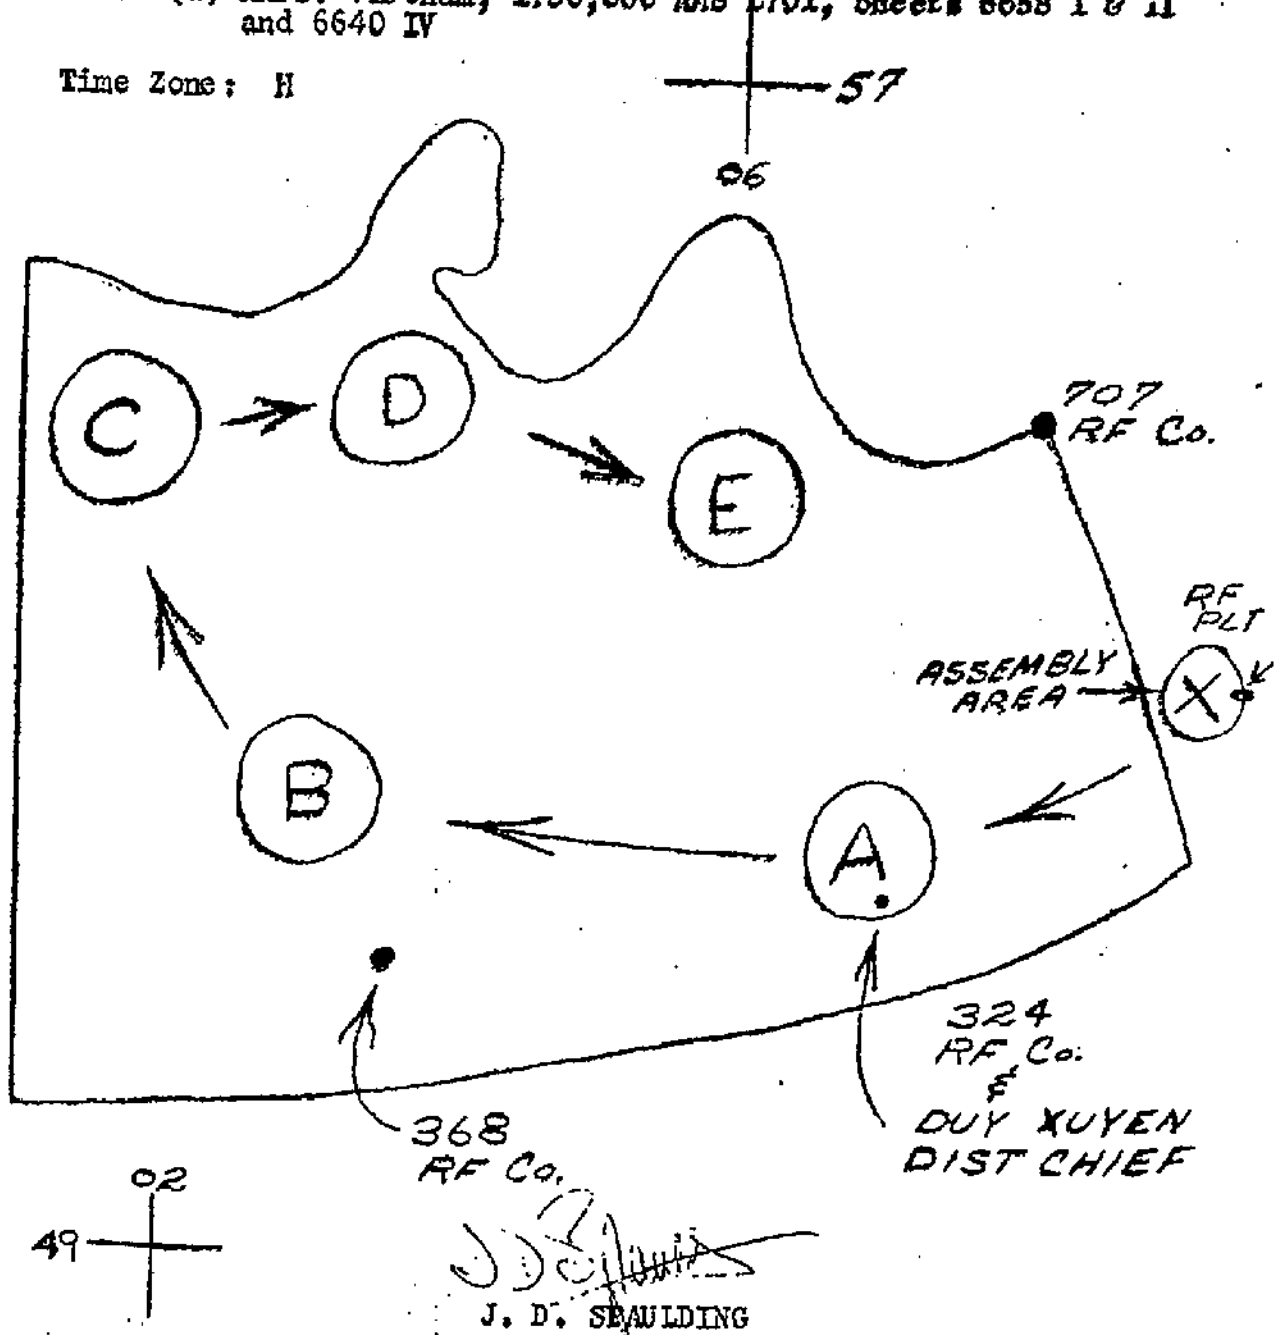 and 6640 IV
Time Zone: H
57
06
C
D
E
707
RF Co.
RF
PLT
ASSEMBLY
AREA
X
B
A
324
RF Co.
&
DUY XUYEN
DIST CHIEF
368
RF Co.
02
49
J. D. SPAULDING